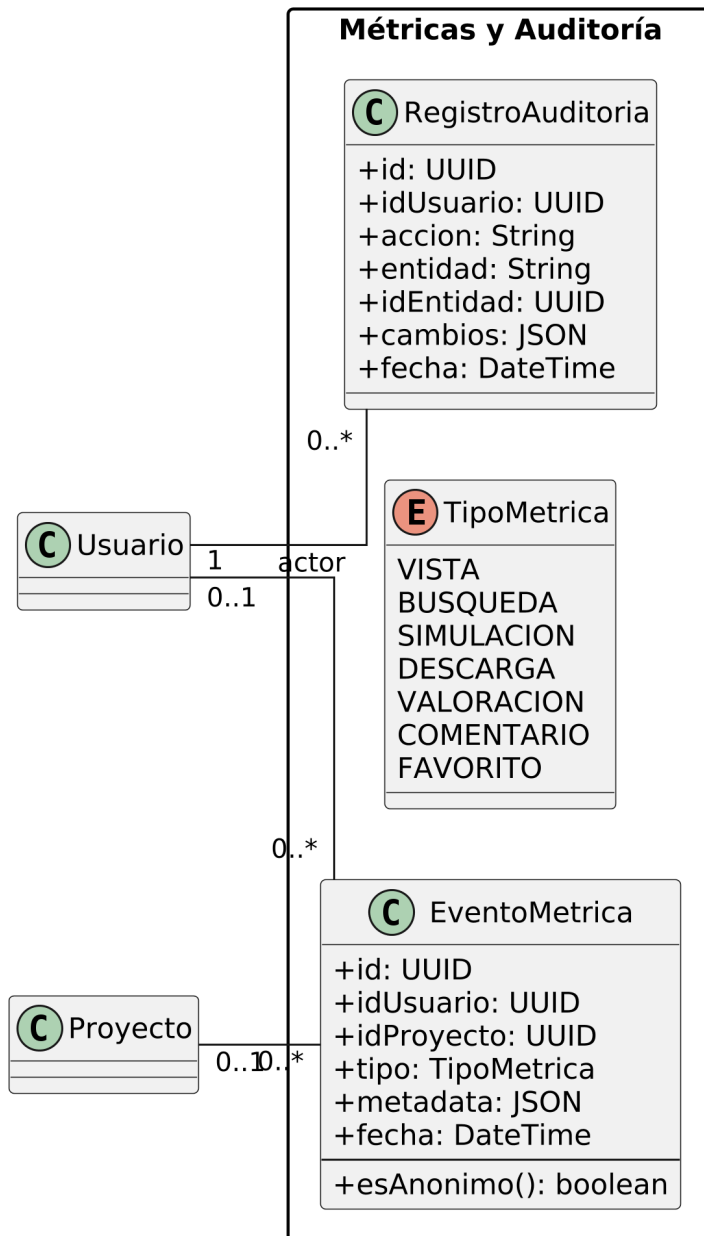 Métricas y Auditoría
C RegistroAuditoria
+id: UUID
+idUsuario: UUID
+accion: String
+entidad: String
+idEntidad: UUID
+cambios: JSON
+fecha: DateTime
0..*
C Usuario
1
actor
0..1
E TipoMetrica
VISTA
BUSQUEDA
SIMULACION
DESCARGA
VALORACION
COMENTARIO
FAVORITO
0..*
C EventoMetrica
+id: UUID
+idUsuario: UUID
+idProyecto: UUID
+tipo: TipoMetrica
+metadata: JSON
+fecha: DateTime
+esAnonimo(): boolean
C Proyecto
0..1
0..*